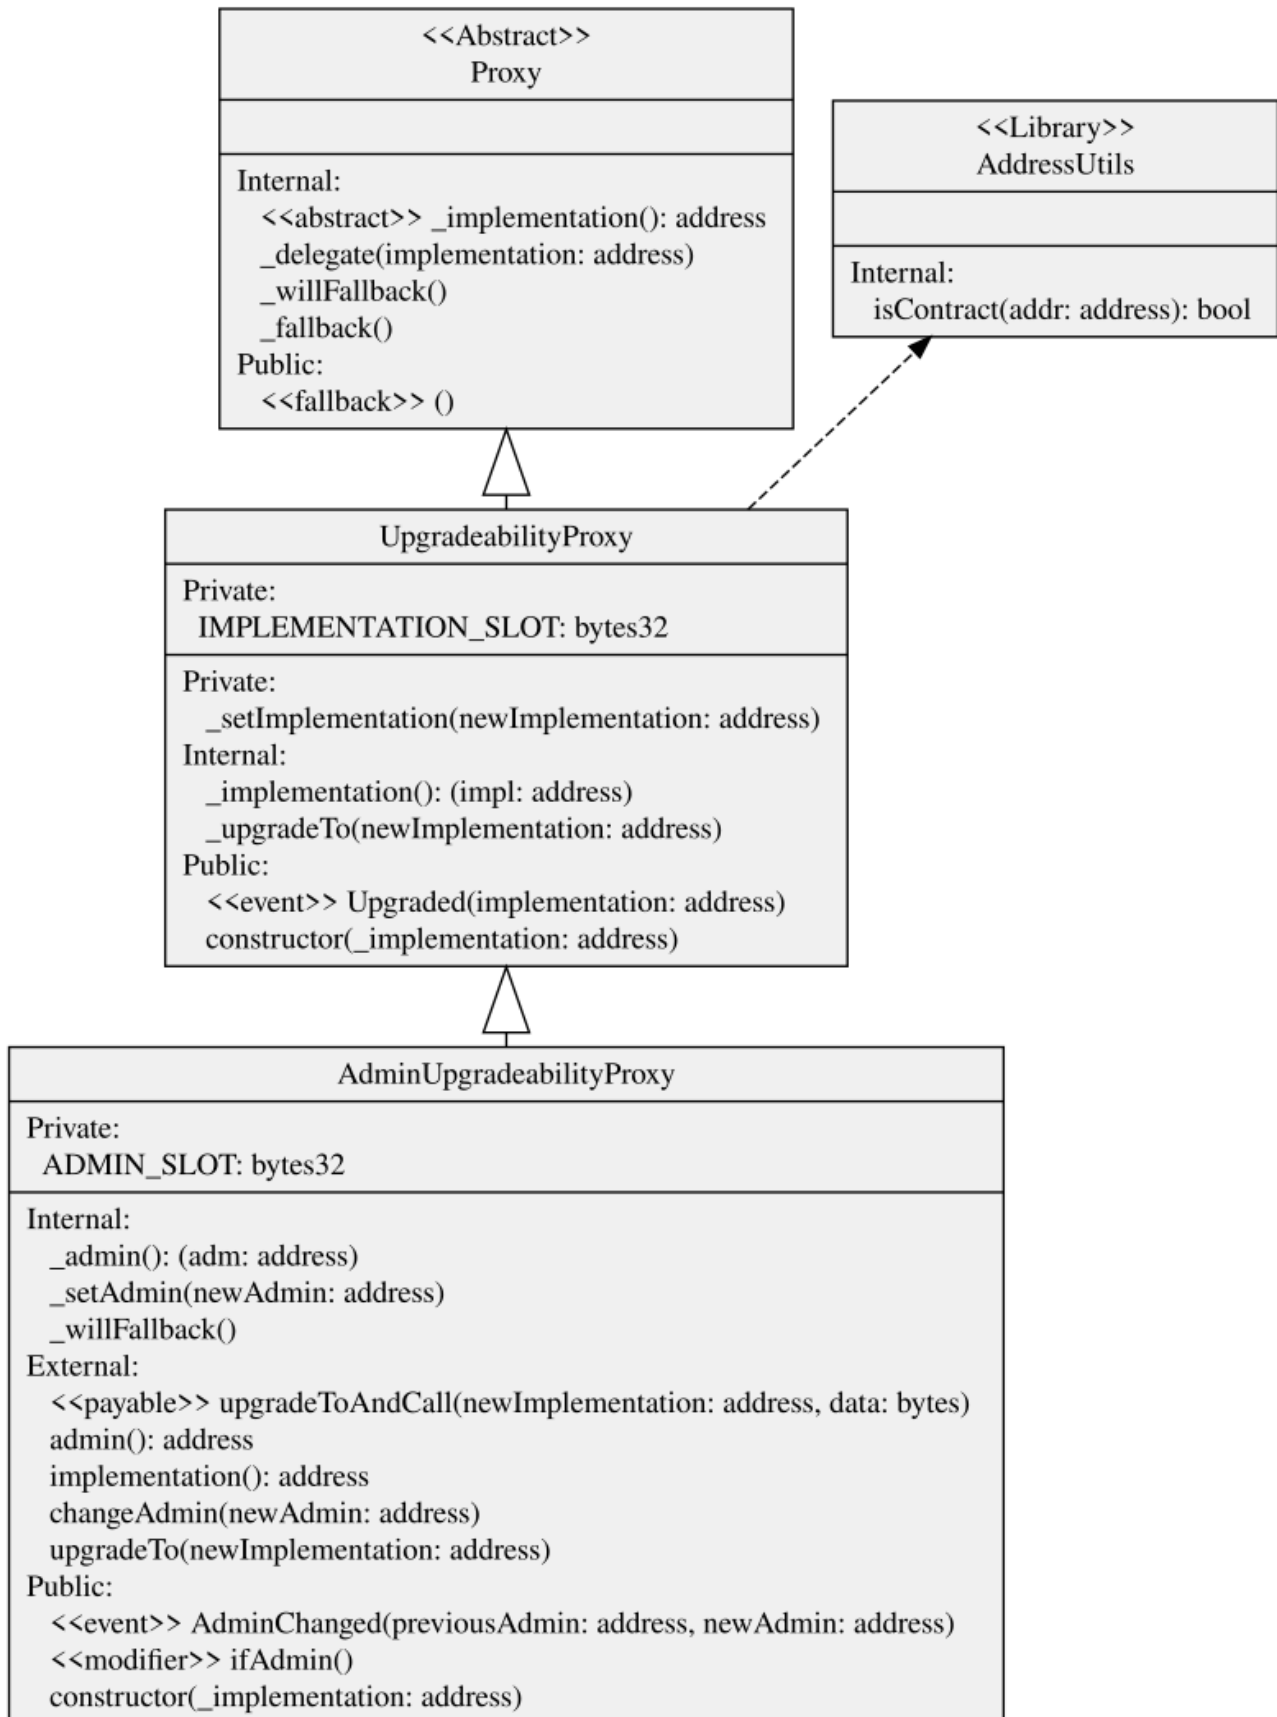 <<Abstract>>
Proxy
Internal:
<<abstract>> _implementation(): address
_delegate(implementation: address)
_willFallback()
_fallback()
Public:
<<fallback>> ()
<<Library>>
AddressUtils
Internal:
isContract(addr: address): bool
UpgradeabilityProxy
Private:
IMPLEMENTATION_SLOT: bytes32
Private:
_setImplementation(newImplementation: address)
Internal:
_implementation(): (impl: address)
_upgradeTo(newImplementation: address)
Public:
<<event>> Upgraded(implementation: address)
constructor(_implementation: address)
AdminUpgradeabilityProxy
Private:
ADMIN_SLOT: bytes32
Internal:
_admin(): (adm: address)
_setAdmin(newAdmin: address)
_willFallback()
External:
<<payable>> upgradeToAndCall(newImplementation: address, data: bytes)
admin(): address
implementation(): address
changeAdmin(newAdmin: address)
upgradeTo(newImplementation: address)
Public:
<<event>> AdminChanged(previousAdmin: address, newAdmin: address)
<<modifier>> ifAdmin()
constructor(_implementation: address)